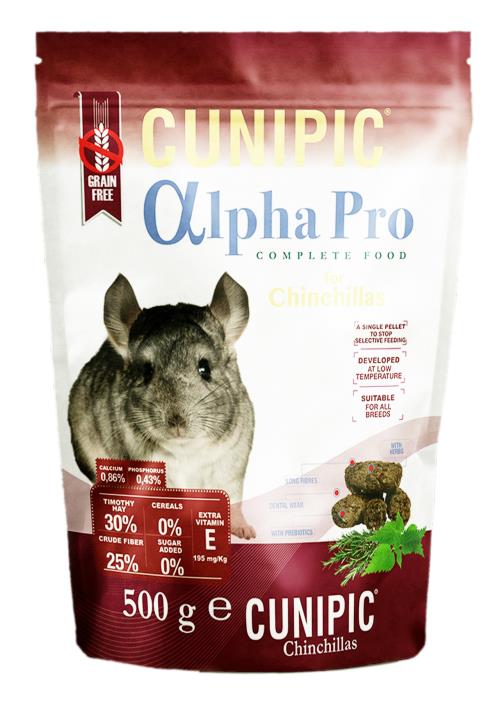 CUNIPIC®
GRAIN
FREE
αlpha Pro
COMPLETE FOOD
for
Chinchillas
A SINGLE PELLET
TO STOP
SELECTIVE FEEDING
DEVELOPED
AT LOW
TEMPERATURE
SUITABLE
FOR ALL
BREEDS
WITH
HERBS
LONG FIBRES
DENTAL WEAR
WITH PREBIOTICS
CALCIUM
0,86%
PHOSPHORUS
0,43%
TIMOTHY
HAY
30%
CEREALS
0%
EXTRA
VITAMIN
E
195 mg/Kg
CRUDE FIBER
25%
SUGAR
ADDED
0%
500 g e
CUNIPIC®
Chinchillas